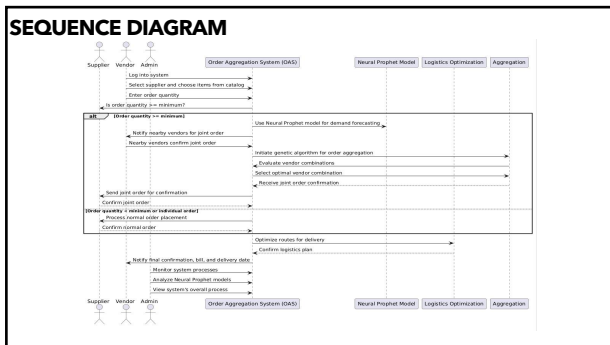 SEQUENCE DIAGRAM
Supplier Vendor Admin Order Aggregation System (OAS) Neural Prophet Model Logistics Optimization Aggregation
Log into system
Select supplier and choose items from catalog
Enter order quantity
Is order quantity >= minimum?
alt [Order quantity >= minimum]
Use Neural Prophet model for demand forecasting
Notify nearby vendors for joint order
Nearby vendors confirm joint order
Initiate genetic algorithm for order aggregation
Evaluate vendor combinations
Select optimal vendor combination
Receive joint order confirmation
Send joint order for confirmation
Confirm joint order
[Order quantity < minimum or individual order]
Process normal order placement
Confirm normal order
Optimize routes for delivery
Confirm logistics plan
Notify final confirmation, bill, and delivery date
Monitor system processes
Analyze Neural Prophet models
View system's overall process
Supplier Vendor Admin Order Aggregation System (OAS) Neural Prophet Model Logistics Optimization Aggregation